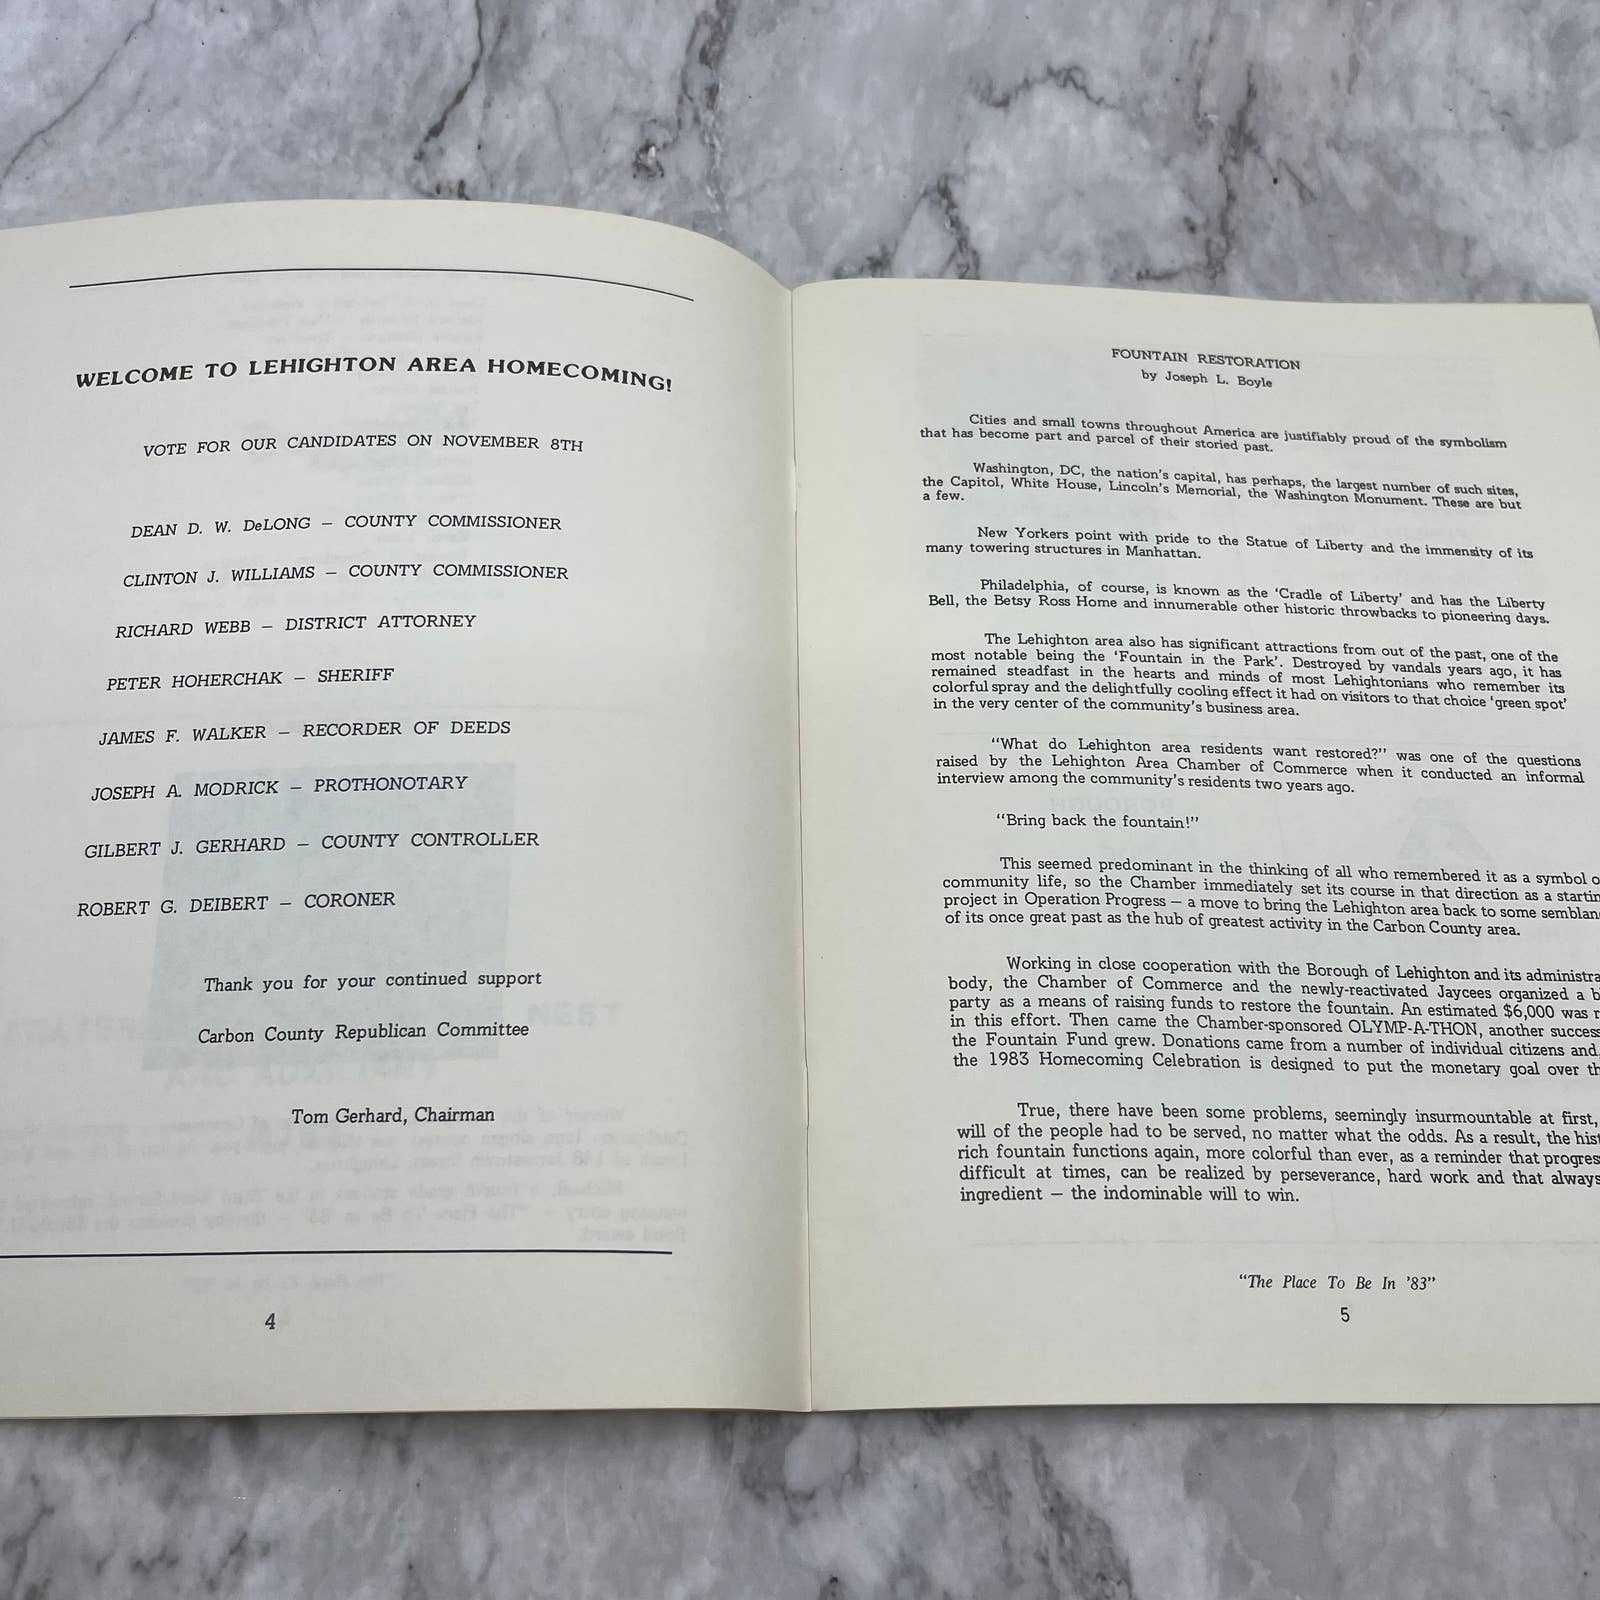 WELCOME TO LEHIGHTON AREA HOMECOMING!
VOTE FOR OUR CANDIDATES ON NOVEMBER 8TH
DEAN D. W. DeLONG — COUNTY COMMISSIONER
CLINTON J. WILLIAMS — COUNTY COMMISSIONER
RICHARD WEBB — DISTRICT ATTORNEY
PETER HOHERCHAK — SHERIFF
JAMES F. WALKER — RECORDER OF DEEDS
JOSEPH A. MODRICK — PROTHONOTARY
GILBERT J. GERHARD — COUNTY CONTROLLER
ROBERT G. DEIBERT — CORONER
Thank you for your continued support
Carbon County Republican Committee
Tom Gerhard, Chairman
4
FOUNTAIN RESTORATION
by Joseph L. Boyle
Cities and small towns throughout America are justifiably proud of the symbolism
that has become part and parcel of their storied past.
Washington, DC, the nation's capital, has perhaps, the largest number of such sites,
the Capitol, White House, Lincoln's Memorial, the Washington Monument. These are but
a few.
New Yorkers point with pride to the Statue of Liberty and the immensity of its
many towering structures in Manhattan.
Philadelphia, of course, is known as the 'Cradle of Liberty' and has the Liberty
Bell, the Betsy Ross Home and innumerable other historic throwbacks to pioneering days.
The Lehighton area also has significant attractions from out of the past, one of the
most notable being the 'Fountain in the Park'. Destroyed by vandals years ago, it has
remained steadfast in the hearts and minds of most Lehightonians who remember its
colorful spray and the delightfully cooling effect it had on visitors to that choice 'green spot'
in the very center of the community's business area.
"What do Lehighton area residents want restored?" was one of the questions
raised by the Lehighton Area Chamber of Commerce when it conducted an informal
interview among the community's residents two years ago.
"Bring back the fountain!"
This seemed predominant in the thinking of all who remembered it as a symbol o
community life, so the Chamber immediately set its course in that direction as a startin
project in Operation Progress — a move to bring the Lehighton area back to some semblan
of its once great past as the hub of greatest activity in the Carbon County area.
Working in close cooperation with the Borough of Lehighton and its administra
body, the Chamber of Commerce and the newly-reactivated Jaycees organized a b
party as a means of raising funds to restore the fountain. An estimated $6,000 was r
in this effort. Then came the Chamber-sponsored OLYMP-A-THON, another success
the Fountain Fund grew. Donations came from a number of individual citizens and
the 1983 Homecoming Celebration is designed to put the monetary goal over th
True, there have been some problems, seemingly insurmountable at first,
will of the people had to be served, no matter what the odds. As a result, the hist
rich fountain functions again, more colorful than ever, as a reminder that progres
difficult at times, can be realized by perseverance, hard work and that always
ingredient — the indominable will to win.
"The Place To Be In '83"
5